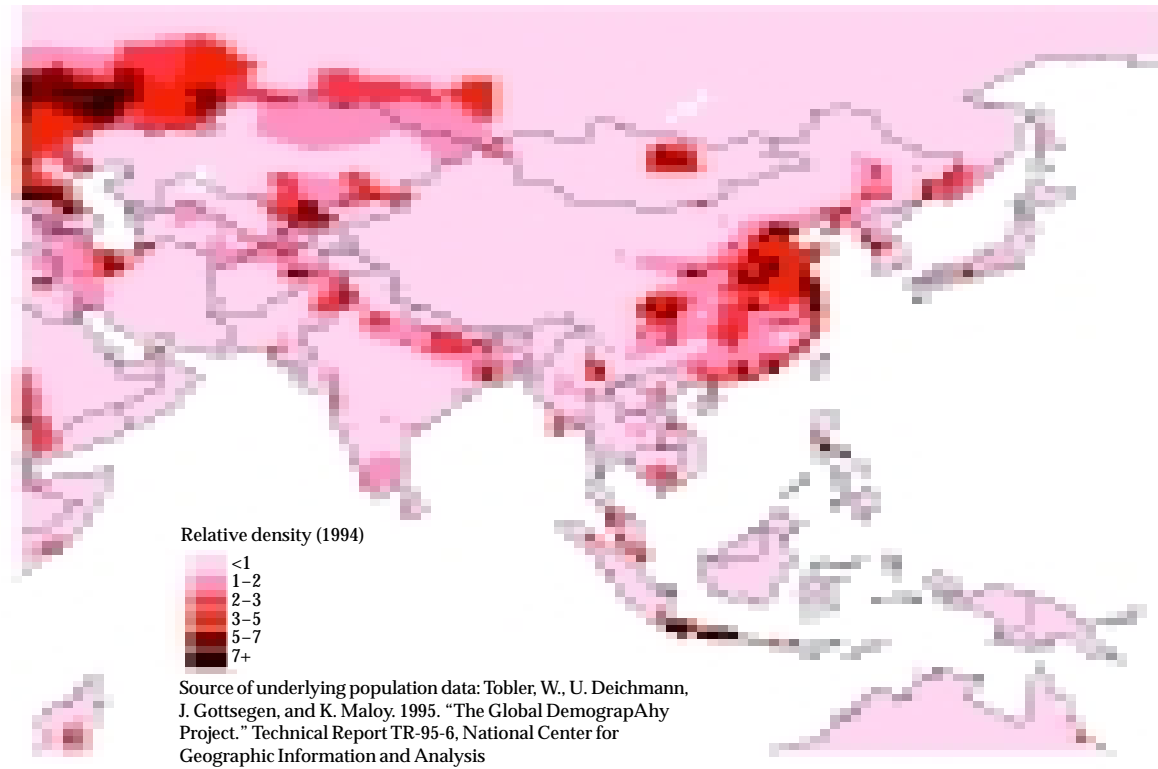 Relative density (1994)
<1
1–2
2–3
3–5
5–7
7+
Source of underlying population data: Tobler, W., U. Deichmann,
J. Gottsegen, and K. Maloy. 1995. “The Global DemograpAhy
Project.” Technical Report TR-95-6, National Center for
Geographic Information and Analysis